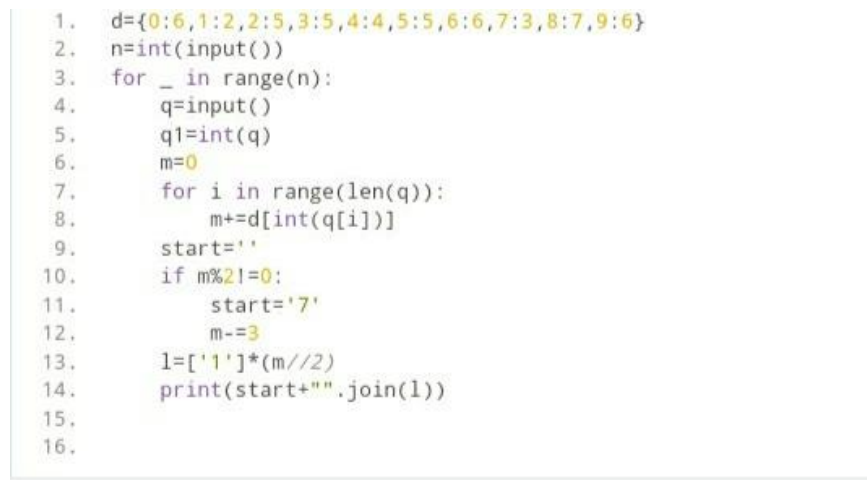 1. d={0:6,1:2,2:5,3:5,4:4,5:5,6:6,7:3,8:7,9:6}
2. n=int(input())
3. for _ in range(n):
4.     q=input()
5.     q1=int(q)
6.     m=0
7.     for i in range(len(q)):
8.         m+=d[int(q[i])]
9.     start=''
10.     if m%2!=0:
11.         start='7'
12.         m-=3
13.     l=['1']*(m//2)
14.     print(start+"".join(l))
15.
16.